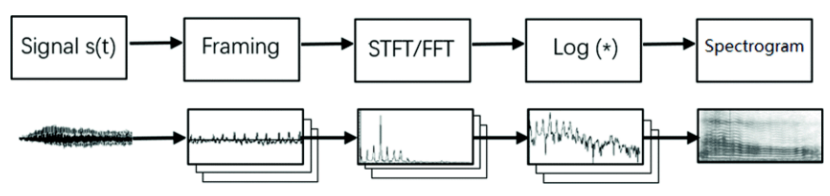 Signal s(t)
Framing
STFT/FFT
Log (*)
Spectrogram